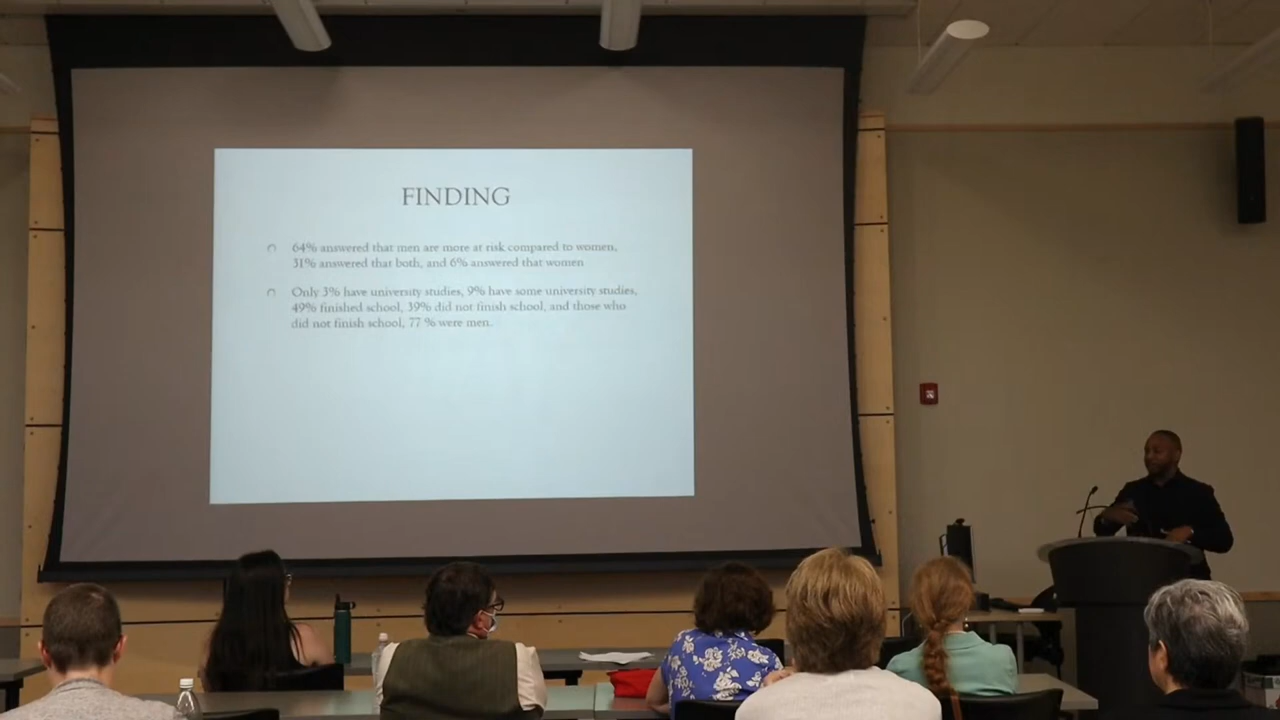 FINDING
64% answered that men are more at risk compared to women,
31% answered that both, and 6% answered that women
Only 3% have university studies, 9% have some university studies,
49% finished school, 39% did not finish school, and those who
did not finish school, 77 % were men.